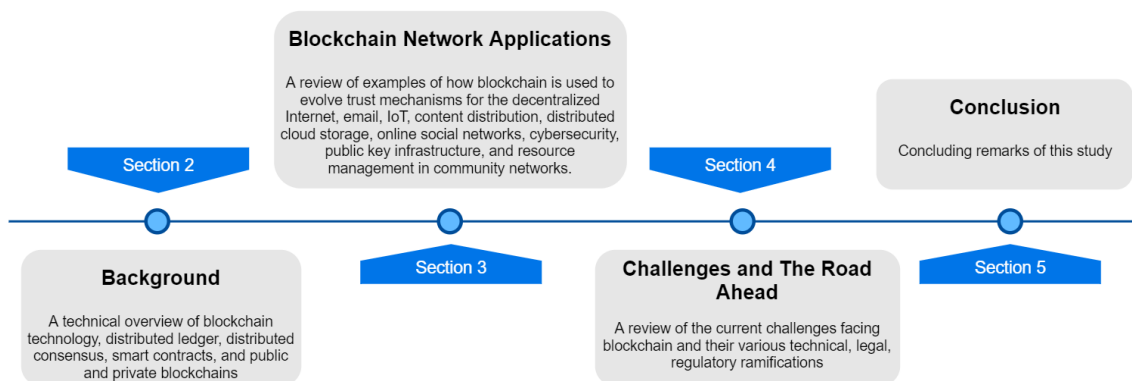 Section 2
Background
A technical overview of blockchain
technology, distributed ledger, distributed
consensus, smart contracts, and public
and private blockchains
Blockchain Network Applications
A review of examples of how blockchain is used to
evolve trust mechanisms for the decentralized
Internet, email, IoT, content distribution, distributed
cloud storage, online social networks, cybersecurity,
public key infrastructure, and resource
management in community networks.
Section 3
Section 4
Challenges and The Road
Ahead
A review of the current challenges facing
blockchain and their various technical, legal,
regulatory ramifications
Conclusion
Concluding remarks of this study
Section 5